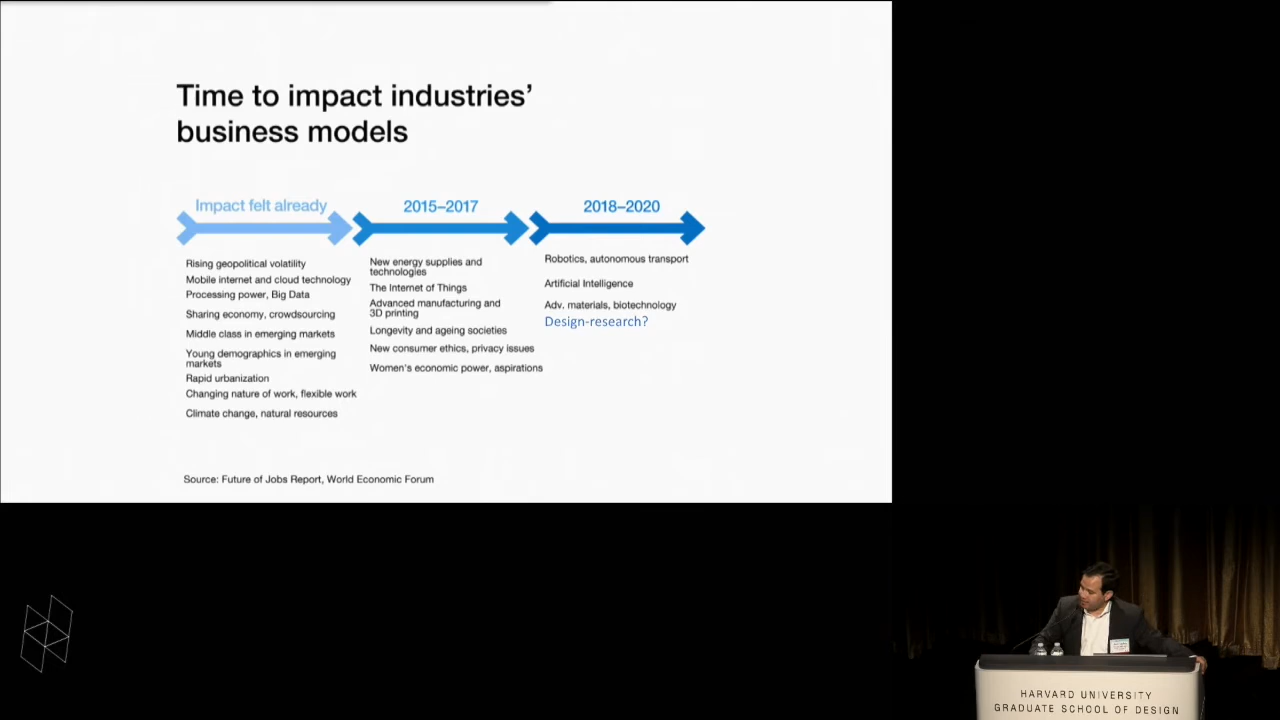 Time to impact industries’
business models
Impact felt already
Rising geopolitical volatility
Mobile internet and cloud technology
Processing power, Big Data
Sharing economy, crowdsourcing
Middle class in emerging markets
Young demographics in emerging
markets
Rapid urbanization
Changing nature of work, flexible work
Climate change, natural resources
2015–2017
New energy supplies and
technologies
The Internet of Things
Advanced manufacturing and
3D printing
Longevity and ageing societies
New consumer ethics, privacy issues
Women's economic power, aspirations
2018–2020
Robotics, autonomous transport
Artificial Intelligence
Adv. materials, biotechnology
Design-research?
Source: Future of Jobs Report, World Economic Forum
HARVARD UNIVERSITY
GRADUATE SCHOOL OF DESIGN